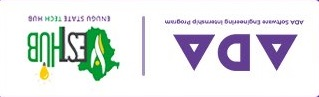 ADA
ADA Software Engineering Internship Program
ESHUB
ENUGU STATE TECH HUB